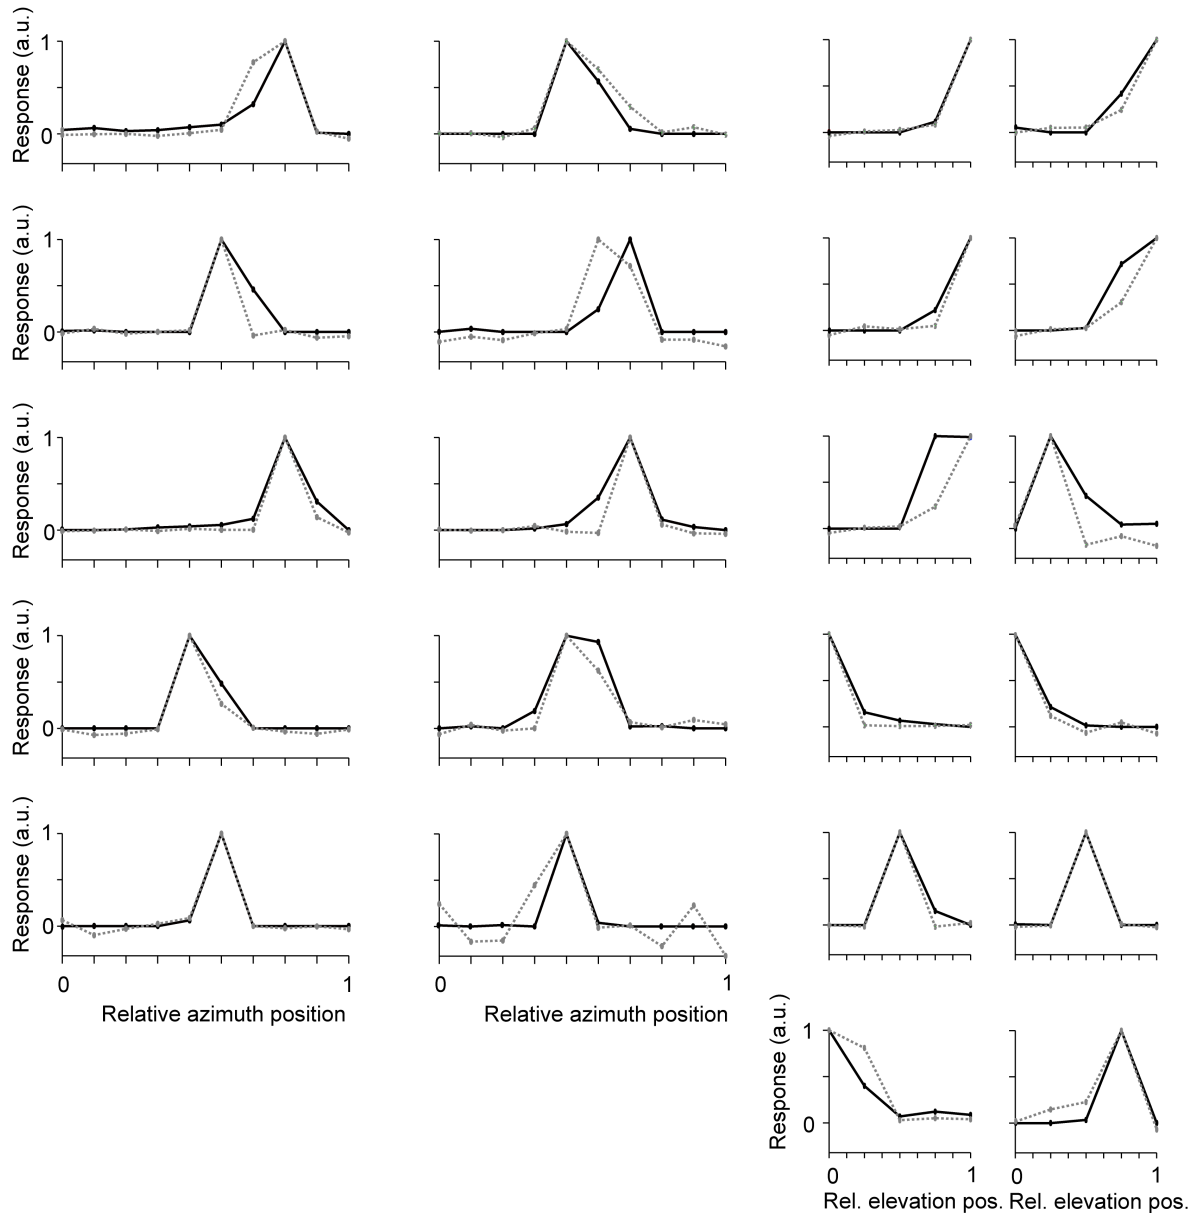 Response (a.u.)
1
0
Response (a.u.)
1
0
Response (a.u.)
1
0
Response (a.u.)
1
0
Response (a.u.)
1
0
0 1 0 1
Relative azimuth position Relative azimuth position
Response (a.u.)
1
0
0 1 0 1
Rel. elevation pos. Rel. elevation pos.